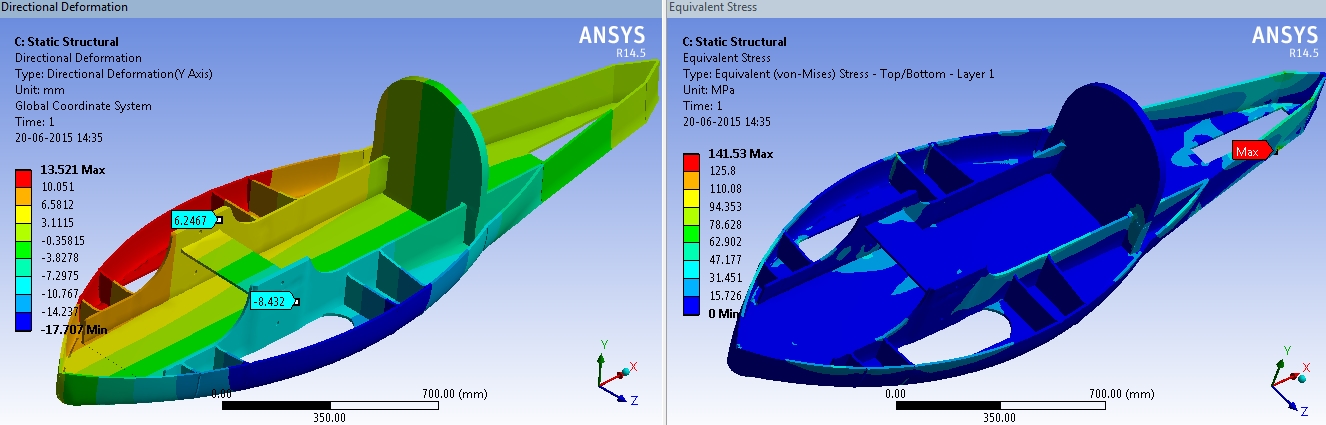 Directional Deformation
C: Static Structural
Directional Deformation
Type: Directional Deformation(Y Axis)
Unit: mm
Global Coordinate System
Time: 1
20-06-2015 14:35
ANSYS
R14.5
13.521 Max
10.051
6.5812
3.1115
-0.35815
-3.8278
-7.2975
-10.767
-14.237
-17.707 Min
6.2467
-8.432
0.00
700.00 (mm)
350.00
Y
X
Z
Equivalent Stress
C: Static Structural
Equivalent Stress
Type: Equivalent (von-Mises) Stress - Top/Bottom - Layer 1
Unit: MPa
Time: 1
20-06-2015 14:35
ANSYS
R14.5
141.53 Max
125.8
110.08
94.353
78.628
62.902
47.177
31.451
15.726
0 Min
Max
0.00
700.00 (mm)
350.00
Y
X
Z